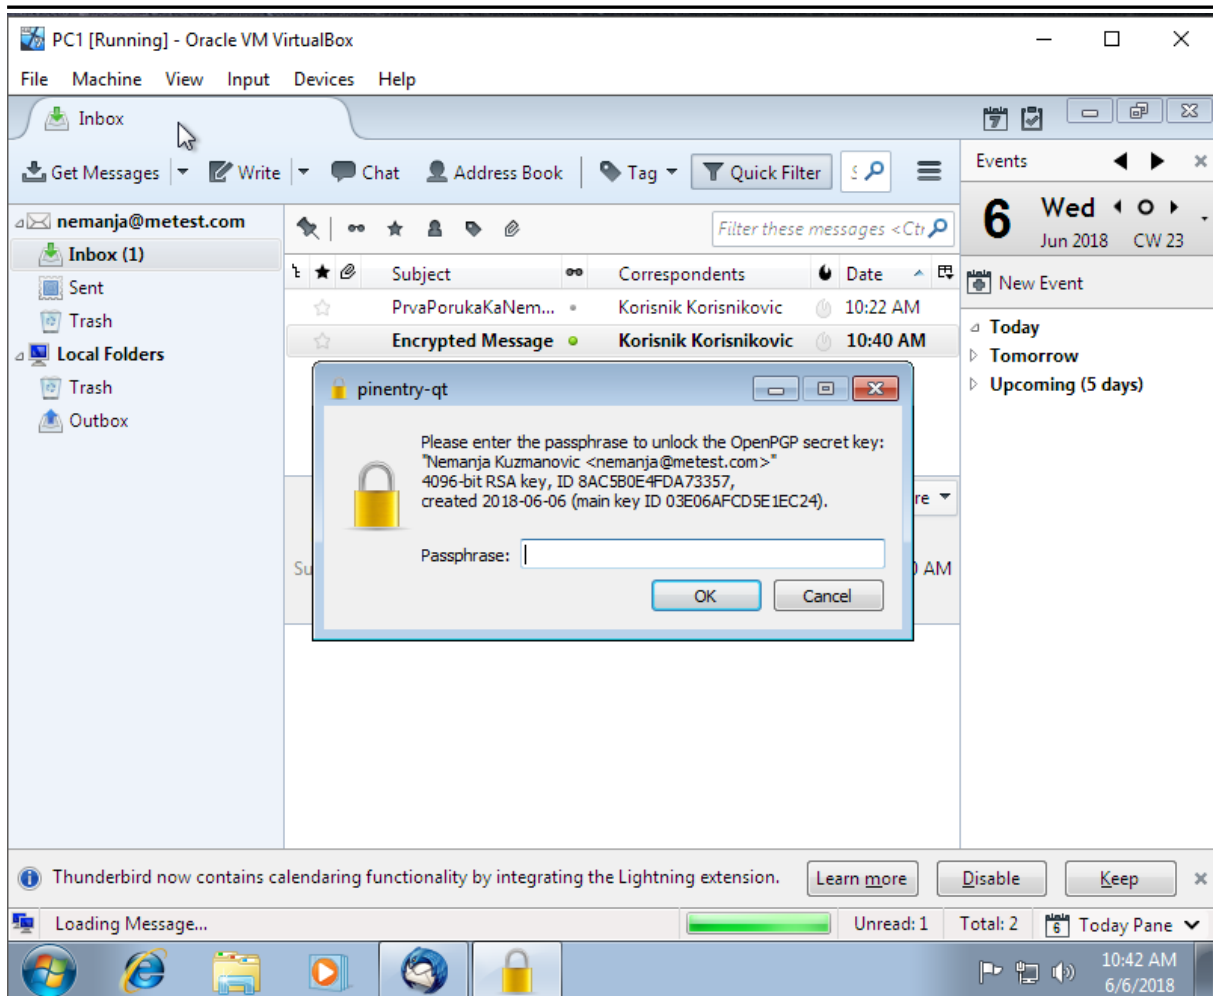 PC1 [Running] - Oracle VM VirtualBox
File Machine View Input Devices Help
Inbox
Get Messages Write Chat Address Book Tag Quick Filter
Events
nemanja@metest.com
Inbox (1)
Sent
Trash
Local Folders
Trash
Outbox
Filter these messages <Ctr
Subject Correspondents Date
PrvaPorukaKaNem... Korisnik Korisnikovic 10:22 AM
Encrypted Message Korisnik Korisnikovic 10:40 AM
6 Wed
Jun 2018 CW 23
New Event
Today
Tomorrow
Upcoming (5 days)
pinentry-qt
Please enter the passphrase to unlock the OpenPGP secret key:
"Nemanja Kuzmanovic <nemanja@metest.com>"
4096-bit RSA key, ID 8AC5B0E4FDA73357,
created 2018-06-06 (main key ID 03E06AFCD5E1EC24).
Passphrase:
OK Cancel
re
Su AM
Thunderbird now contains calendaring functionality by integrating the Lightning extension. Learn more Disable Keep
Loading Message... Unread: 1 Total: 2 6 Today Pane
10:42 AM
6/6/2018